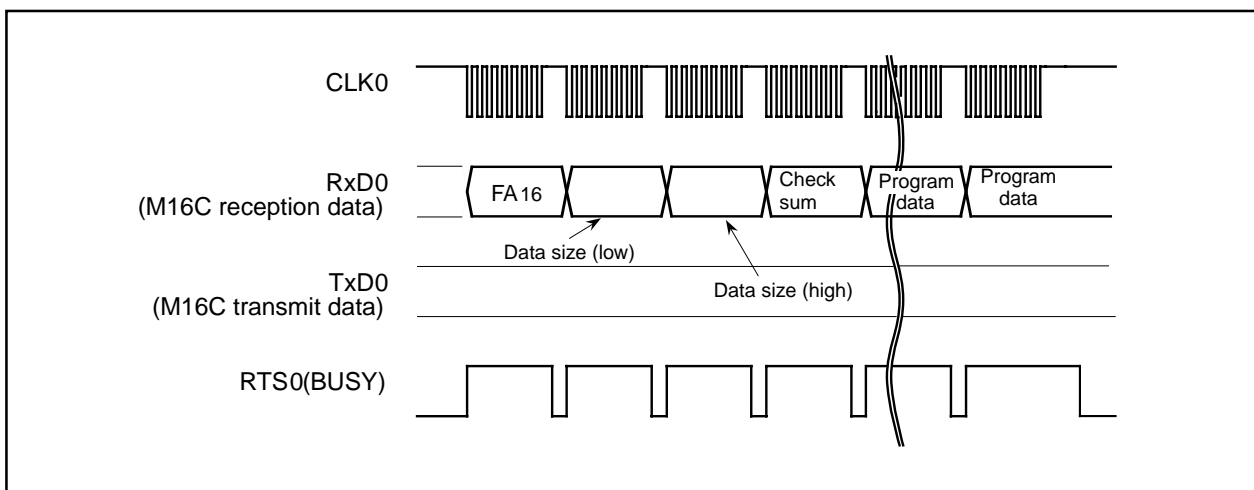 CLK0
RxD0
(M16C reception data)
FA16
Check
sum
Program
data
Program
data
Data size (low)
Data size (high)
TxD0
(M16C transmit data)
RTS0(BUSY)